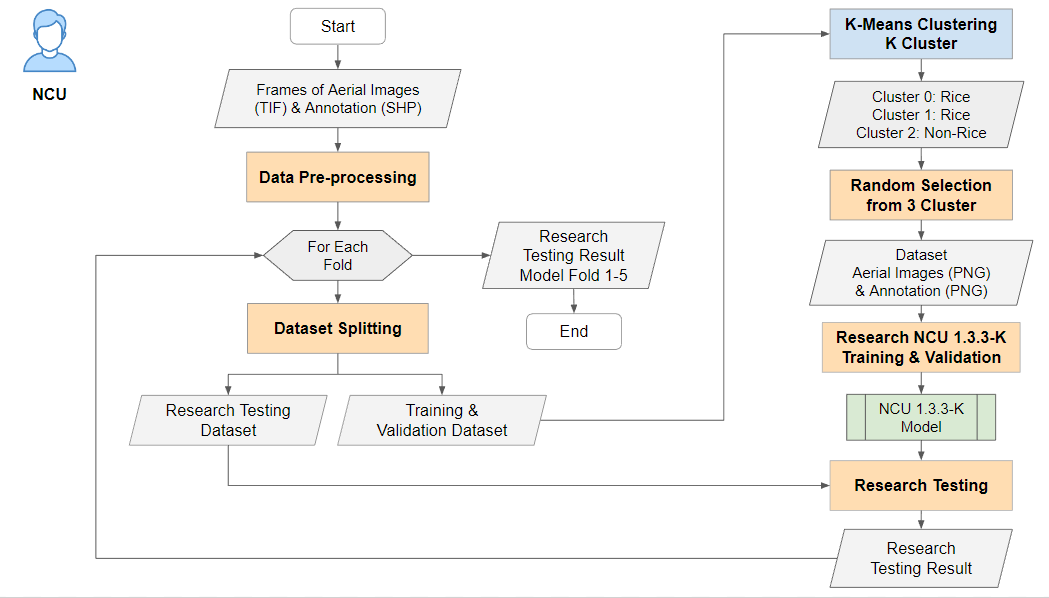 NCU
Start
Frames of Aerial Images
(TIF) & Annotation (SHP)
Data Pre-processing
For Each
Fold
Research
Testing Result
Model Fold 1-5
End
Dataset Splitting
Research Testing
Dataset
Training &
Validation Dataset
K-Means Clustering
K Cluster
Cluster 0: Rice
Cluster 1: Rice
Cluster 2: Non-Rice
Random Selection
from 3 Cluster
Dataset
Aerial Images (PNG)
& Annotation (PNG)
Research NCU 1.3.3-K
Training & Validation
NCU 1.3.3-K
Model
Research Testing
Research
Testing Result